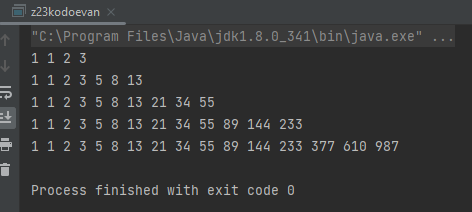 z23kodoevan
"C:\Program Files\Java\jdk1.8.0_341\bin\java.exe" ...
1 1 2 3
1 1 2 3 5 8 13
1 1 2 3 5 8 13 21 34 55
1 1 2 3 5 8 13 21 34 55 89 144 233
1 1 2 3 5 8 13 21 34 55 89 144 233 377 610 987
Process finished with exit code 0